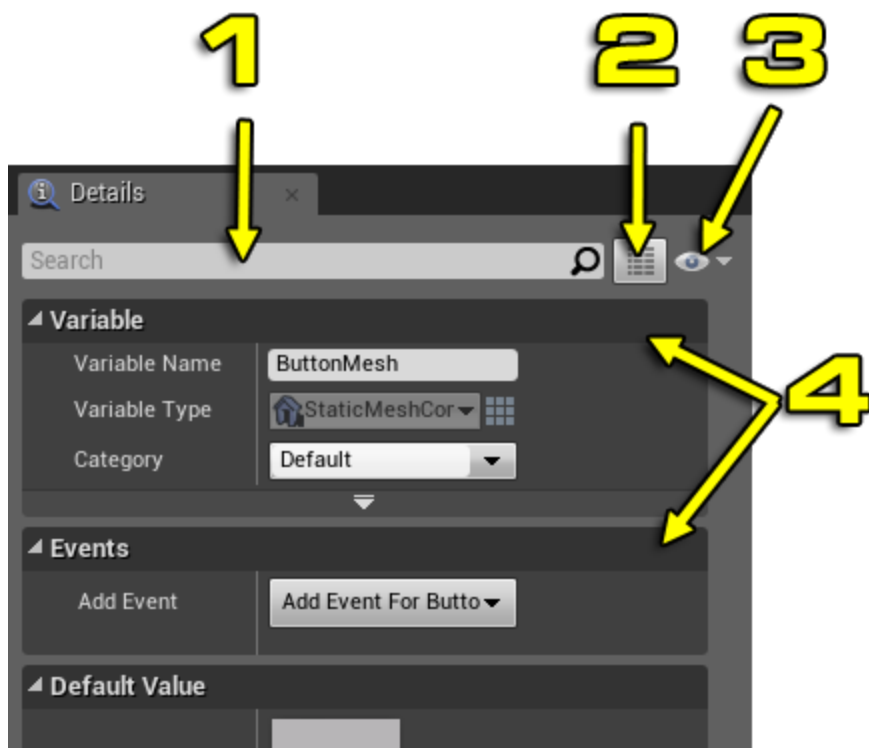 1 2 3
Details
Search
Variable
Variable Name ButtonMesh
Variable Type StaticMeshCor
Category Default
4
Events
Add Event Add Event For Butto
Default Value